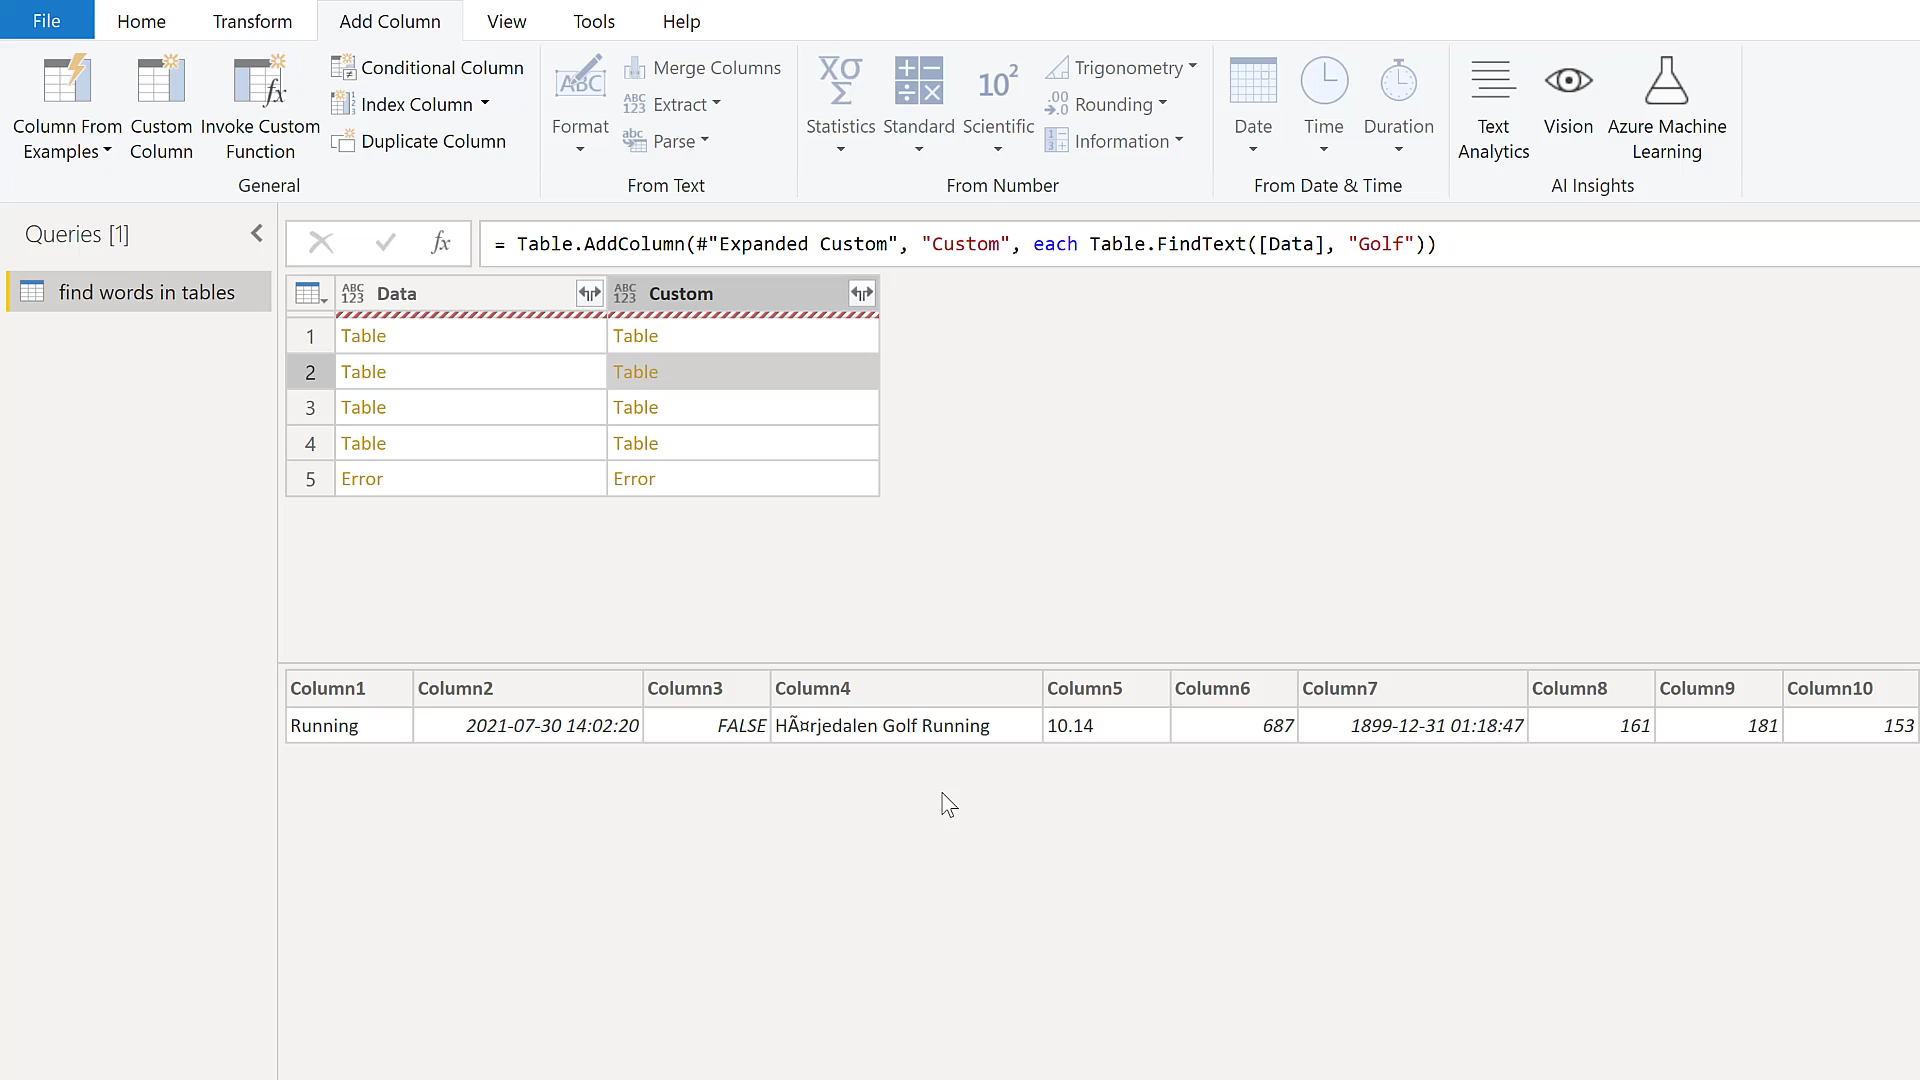 File Home Transform Add Column View Tools Help
Column From Examples
Custom Column
Invoke Custom Function
Conditional Column
Index Column
Duplicate Column
General
Format
Merge Columns
Extract
Parse
From Text
Statistics
Standard
Scientific
Trigonometry
Rounding
Information
From Number
Date
Time
Duration
From Date & Time
Text Analytics
Vision
Azure Machine Learning
AI Insights
Queries [1]
find words in tables
= Table.AddColumn(#"Expanded Custom", "Custom", each Table.FindText([Data], "Golf"))
ABC 123 Data ABC 123 Custom
1 Table Table
2 Table Table
3 Table Table
4 Table Table
5 Error Error
Column1 Column2 Column3 Column4 Column5 Column6 Column7 Column8 Column9 Column10
Running 2021-07-30 14:02:20 FALSE HÃ¤rjedalen Golf Running 10.14 687 1899-12-31 01:18:47 161 181 153